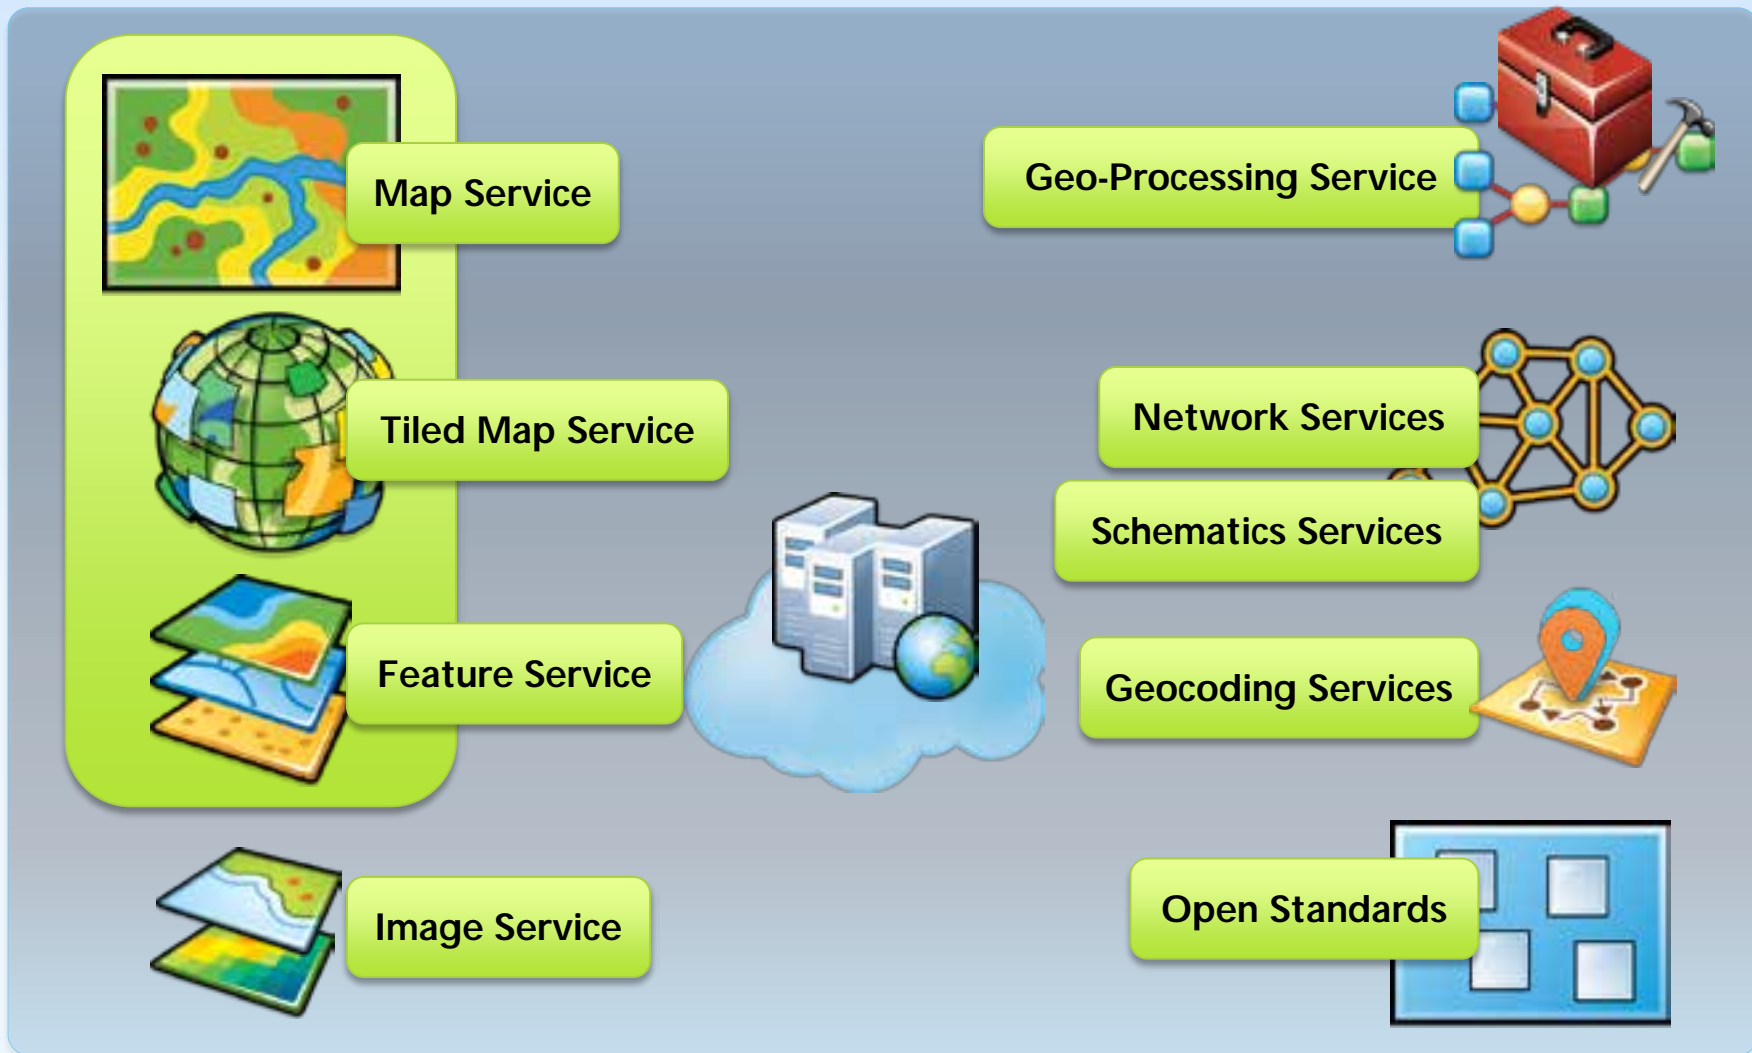 Map Service
Tiled Map Service
Feature Service
Image Service
Geo-Processing Service
Network Services
Schematics Services
Geocoding Services
Open Standards